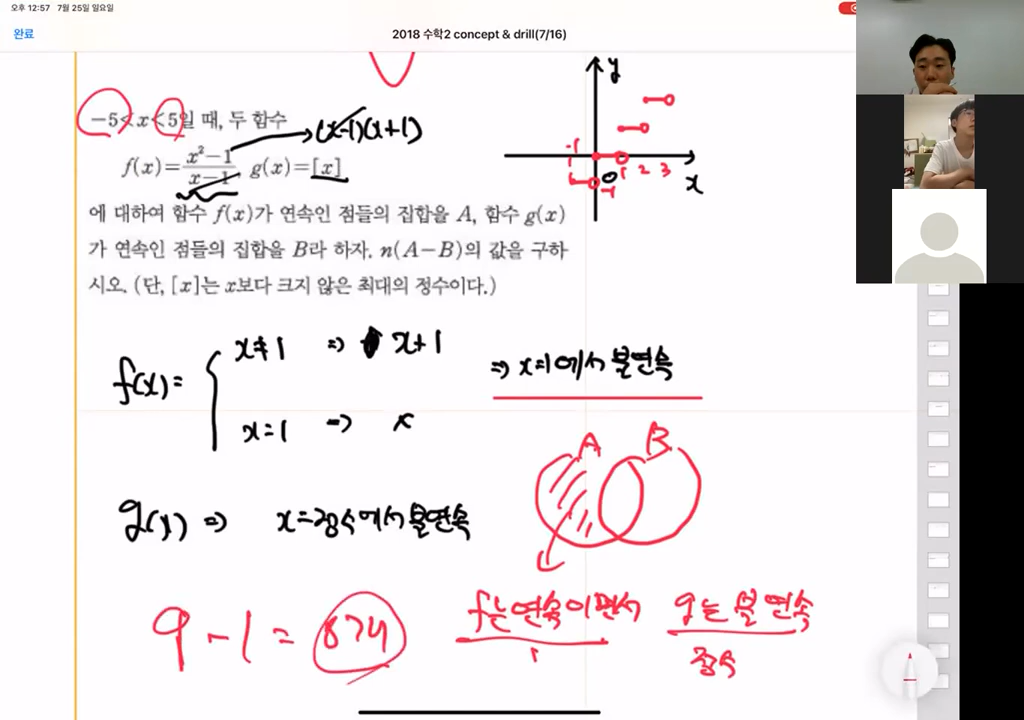 오후 12:57 7월 25일 일요일
완료
2018 수학2 concept & drill(7/16)
-5<x<5일 때, 두 함수
(x-1)(x+1)
f(x)=\frac{x²-1}{x-1}, g(x)=[x]
에 대하여 함수 f(x)가 연속인 점들의 집합을 A, 함수 g(x)
가 연속인 점들의 집합을 B라 하자. n(A-B)의 값을 구하
시오. (단, [x]는 x보다 크지 않은 최대의 정수이다.)
y
-1
0 1 2 3
-1
x
f(x)= x≠1 ⇒ x+1
x=1 ⇒ ×
⇒ x=1에서 불연속
A B
g(x) ⇒ x=정수에서 불연속
9-1= 8개
f는 연속이면서 g는 불연속
1 정수